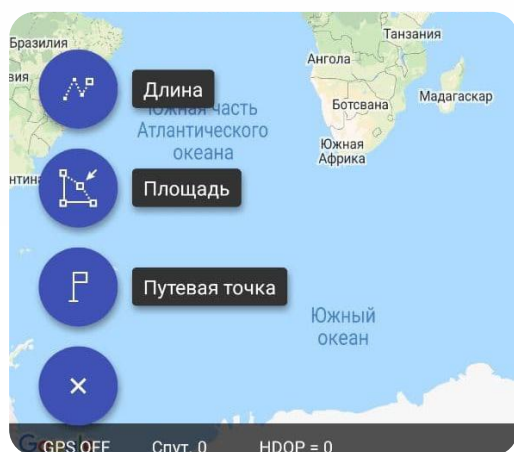 Бразилия
Танзания
Ангола
Длина
Южная часть
Ботсвана
Мадагаскар
Атлантического
океана
Южная
Африка
Площадь
Путевая точка
Южный
океан
GPS OFF Спут. 0 HDOP = 0